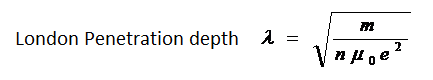 London Penetration depth λ = √(m / (n μ₀ e²))